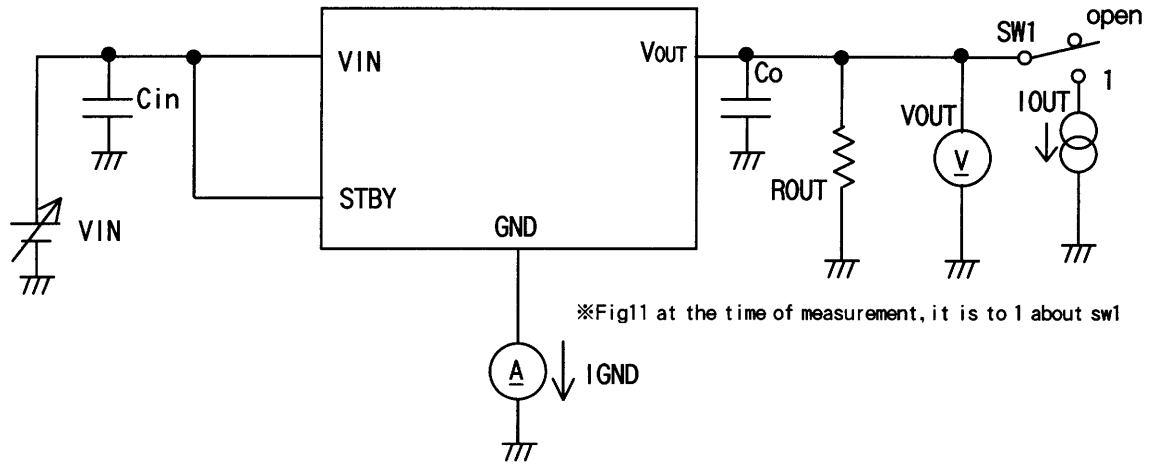 open
SW1
VIN
VOUT
Co
1
Cin
VOUT
IOUT
V
ROUT
STBY
VIN
GND
※Fig11 at the time of measurement, it is to 1 about sw1
A
IGND